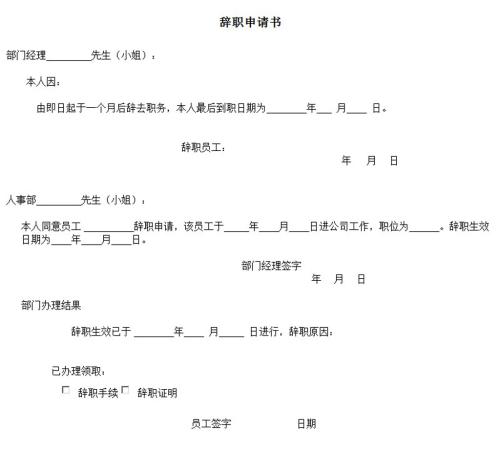 辞职申请书
部门经理_________先生（小姐）：
本人因：
由即日起于一个月后辞去职务，本人最后到职日期为________年___ 月____ 日。
辞职员工：
年 月 日
人事部_________先生（小姐）：
本人同意员工 __________辞职申请，该员工于_____年____月____日进公司工作，职位为______。辞职生效
日期为____年____月____日。
部门经理签字
年 月 日
部门办理结果
辞职生效已于 ________年____ 月_____ 日进行，辞职原因：
已办理领取：
□ 辞职手续 □ 辞职证明
员工签字 日期